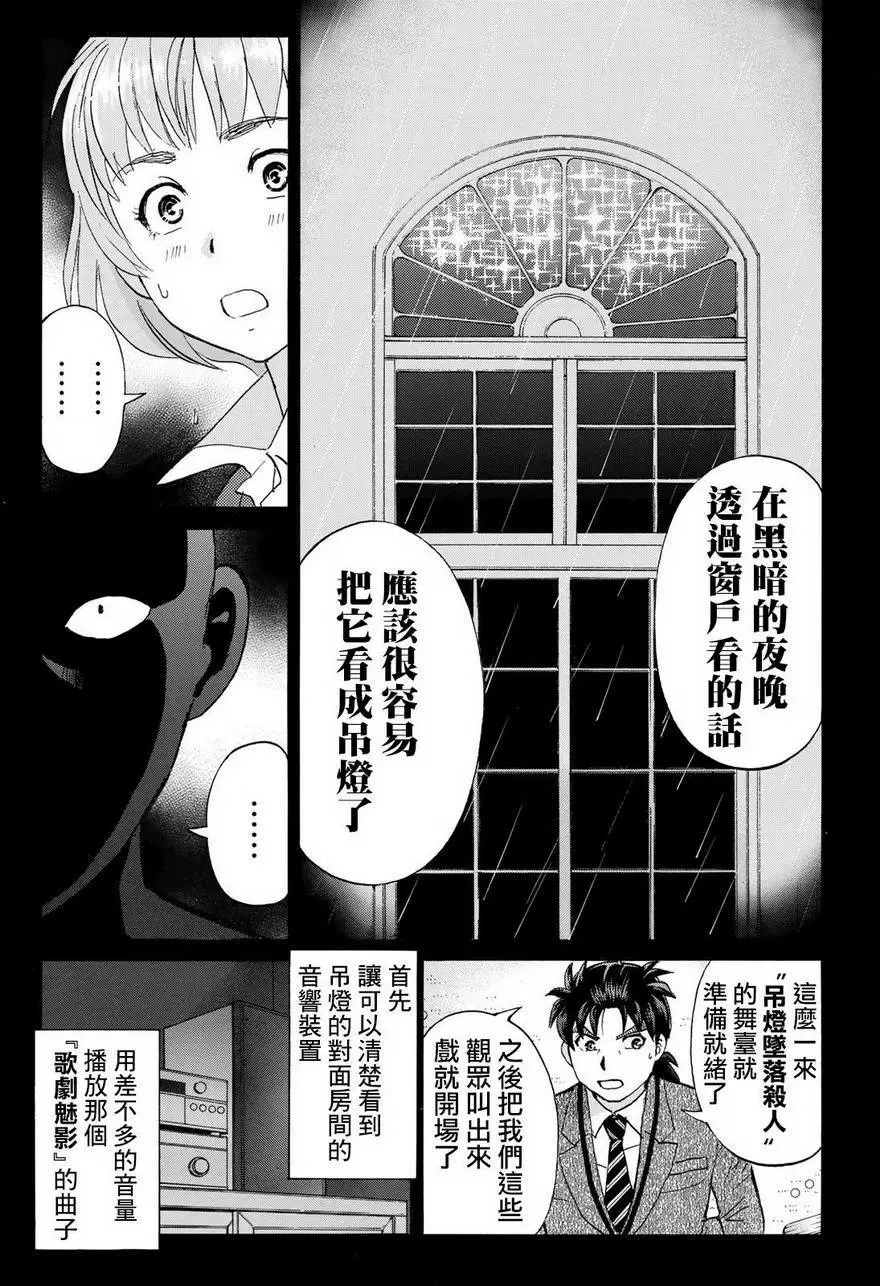 在黑暗的夜晚
透過窗戶看的話
應該很容易
把它看成吊燈了
………
………
這麼一來
"吊燈墜落殺人"
的舞臺就
準備就緒了
之後把我們這些
觀眾叫出來
戲就開場了
首先
讓可以清楚看到
吊燈的對面房間的
音響裝置
用差不多的音量
播放那個
『歌劇魅影』的曲子